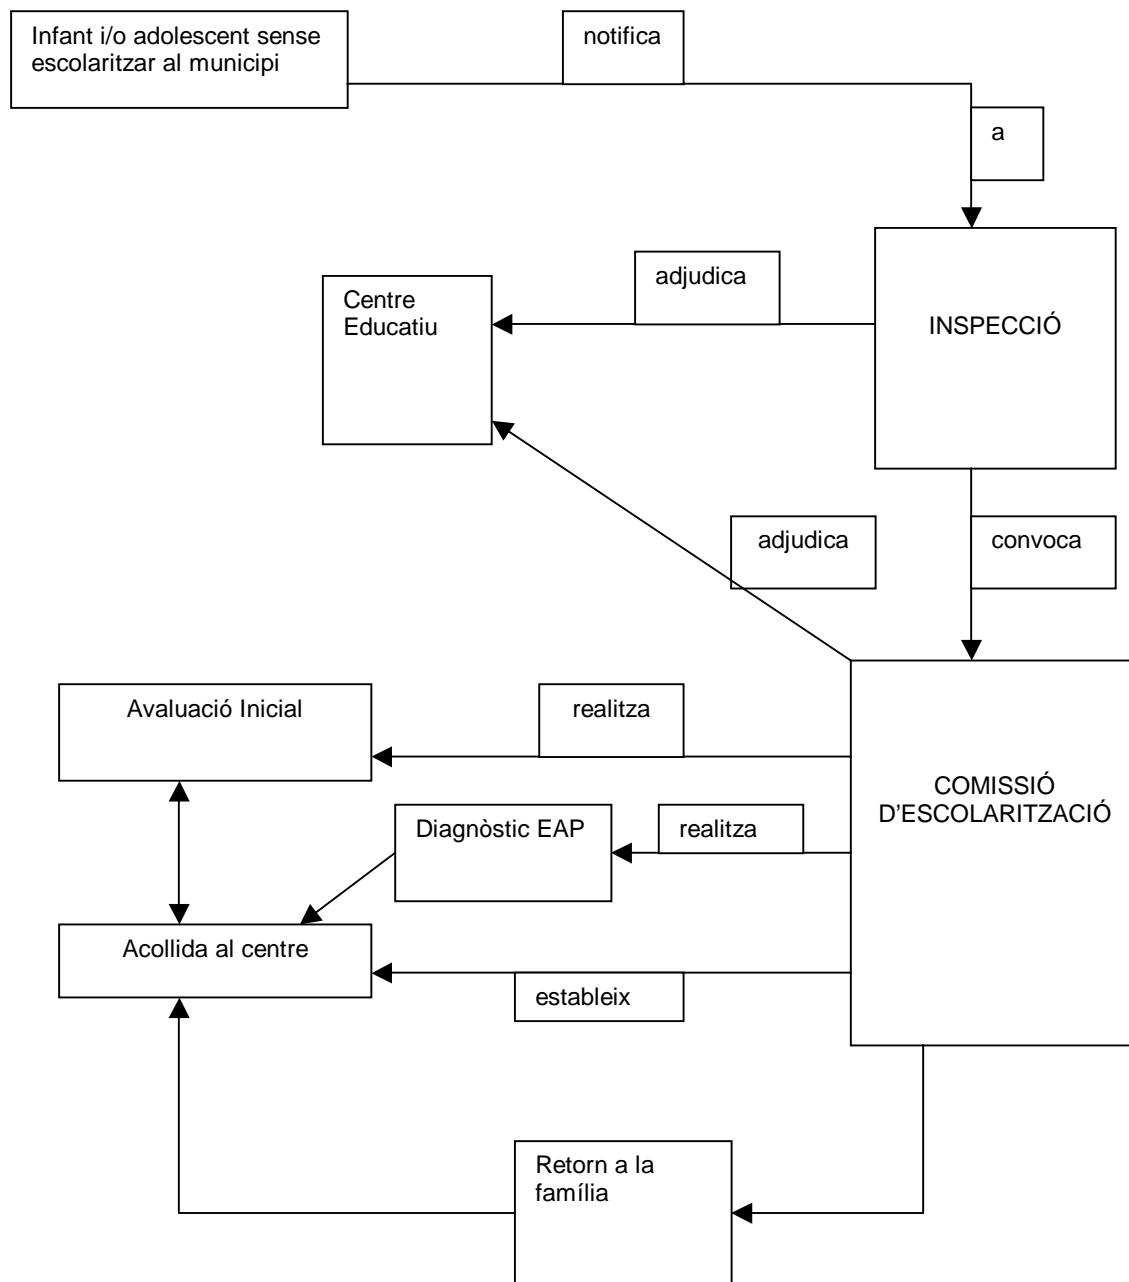 Infant i/o adolescent sense
escolaritzar al municipi
notifica
a
adjudica
Centre
Educatiu
INSPECCIÓ
adjudica
convoca
Avaluació Inicial
realitza
COMISSIÓ
D'ESCOLARITZACIÓ
Diagnòstic EAP
realitza
Acollida al centre
estableix
Retorn a la
família